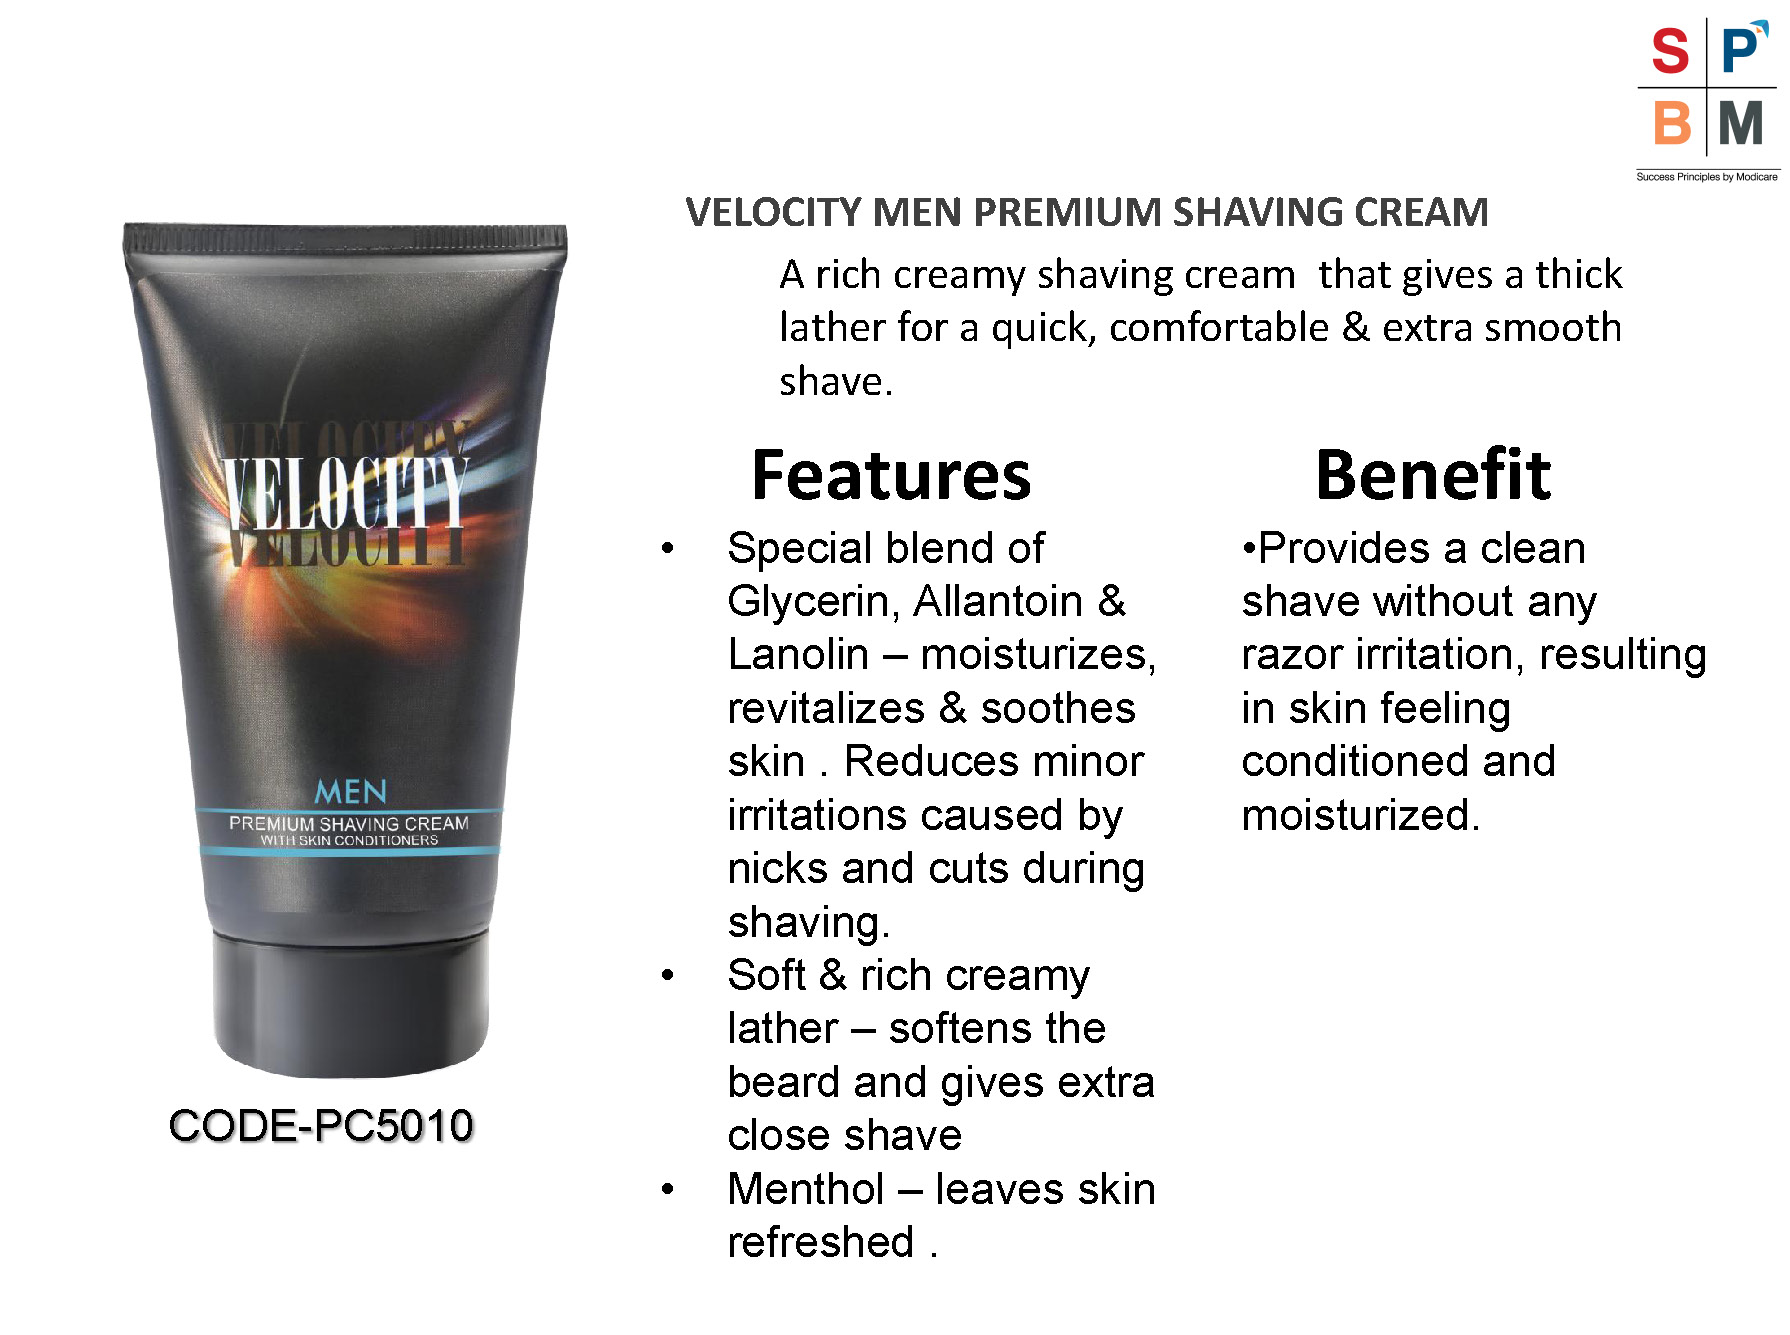 S P
B M
Success Principles by Modicare
VELOCITY MEN PREMIUM SHAVING CREAM
A rich creamy shaving cream  that gives a thick
lather for a quick, comfortable & extra smooth
shave.
VELOCITY
VELOCITY
VELOCITY
MEN
PREMIUM SHAVING CREAM
WITH SKIN CONDITIONERS
CODE-PC5010
Features
• Special blend of
Glycerin, Allantoin &
Lanolin – moisturizes,
revitalizes & soothes
skin . Reduces minor
irritations caused by
nicks and cuts during
shaving.
• Soft & rich creamy
lather – softens the
beard and gives extra
close shave
• Menthol – leaves skin
refreshed .
Benefit
•Provides a clean
shave without any
razor irritation, resulting
in skin feeling
conditioned and
moisturized.